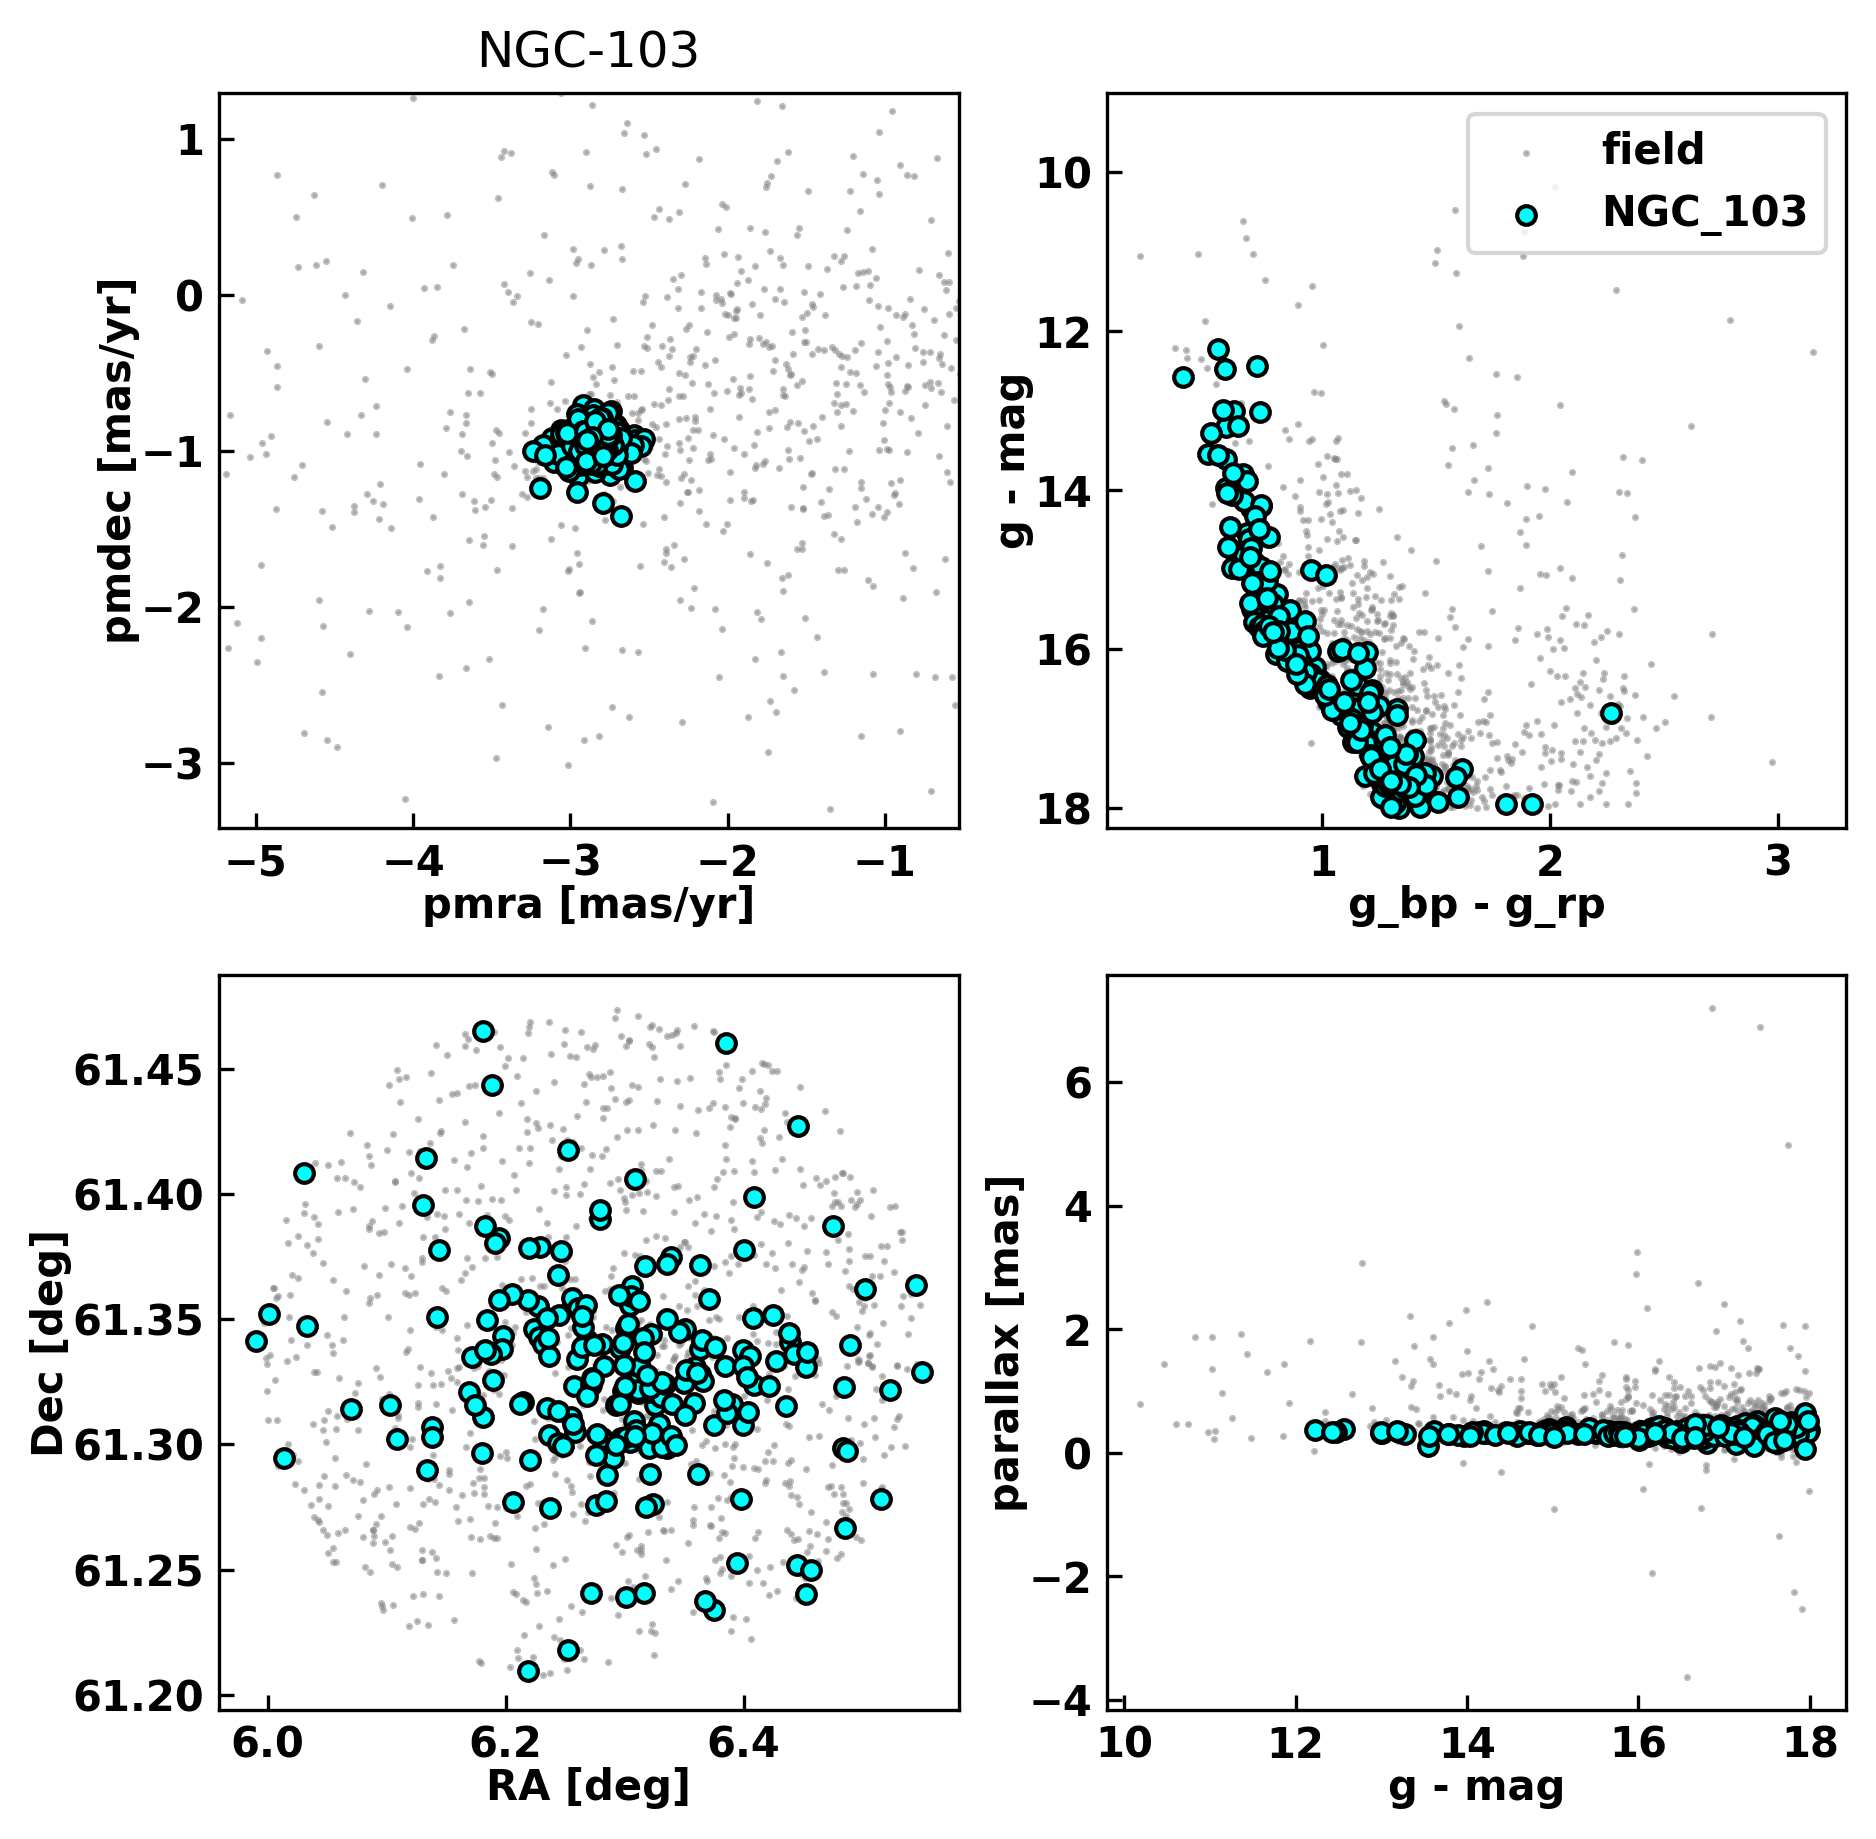 NGC-103
1
0
−1
−2
−3
pmdec [mas/yr]
−5 −4 −3 −2 −1
pmra [mas/yr]
field
NGC_103
10
12
14
16
18
g - mag
1 2 3
g_bp - g_rp
61.45
61.40
61.35
61.30
61.25
61.20
Dec [deg]
6.0 6.2 6.4
RA [deg]
6
4
2
0
−2
−4
parallax [mas]
10 12 14 16 18
g - mag